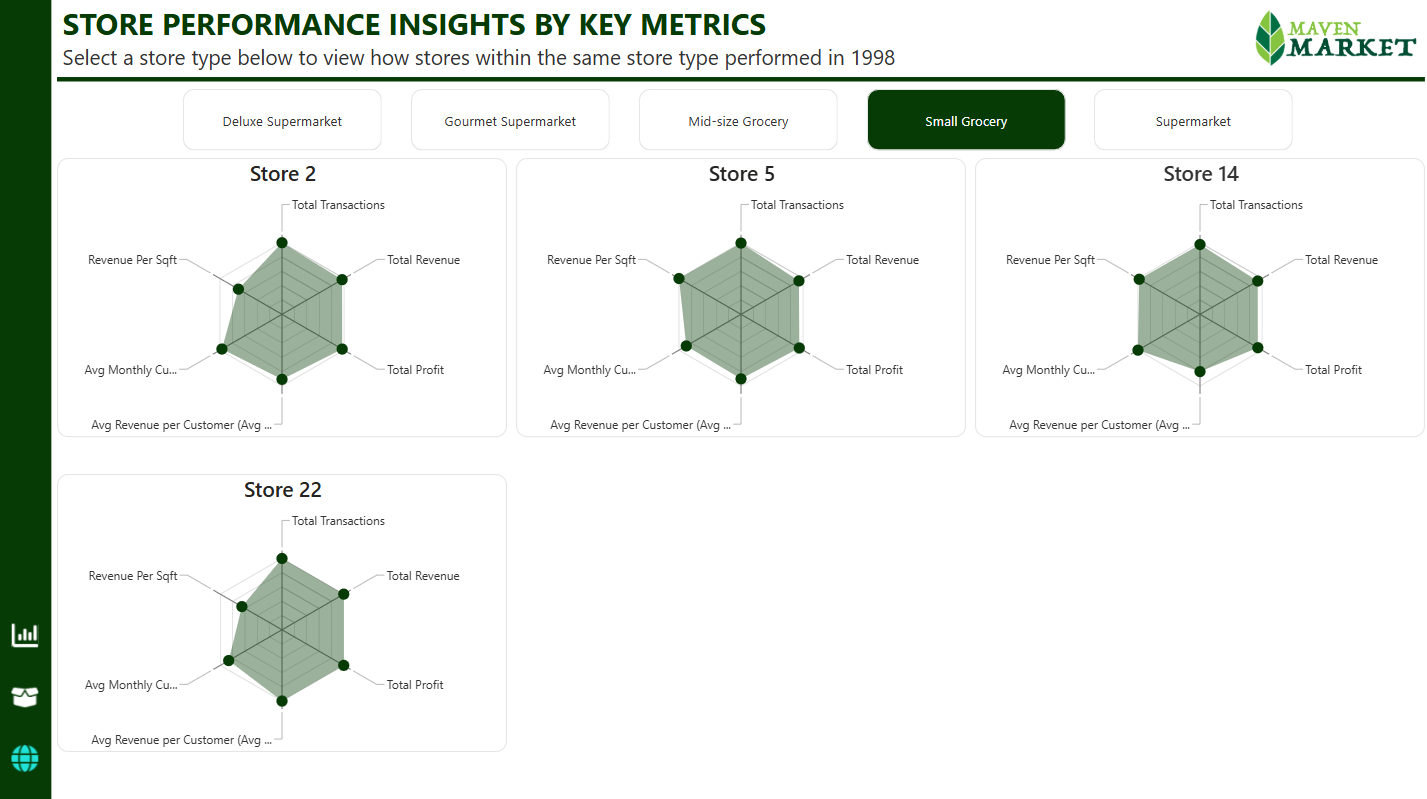 STORE PERFORMANCE INSIGHTS BY KEY METRICS
Select a store type below to view how stores within the same store type performed in 1998
MAVEN
MARKET
Deluxe Supermarket
Gourmet Supermarket
Mid-size Grocery
Small Grocery
Supermarket
Store 2
Total Transactions
Revenue Per Sqft
Total Revenue
Avg Monthly Cu...
Total Profit
Avg Revenue per Customer (Avg ...
Store 5
Total Transactions
Revenue Per Sqft
Total Revenue
Avg Monthly Cu...
Total Profit
Avg Revenue per Customer (Avg ...
Store 14
Total Transactions
Revenue Per Sqft
Total Revenue
Avg Monthly Cu...
Total Profit
Avg Revenue per Customer (Avg ...
Store 22
Total Transactions
Revenue Per Sqft
Total Revenue
Avg Monthly Cu...
Total Profit
Avg Revenue per Customer (Avg ...